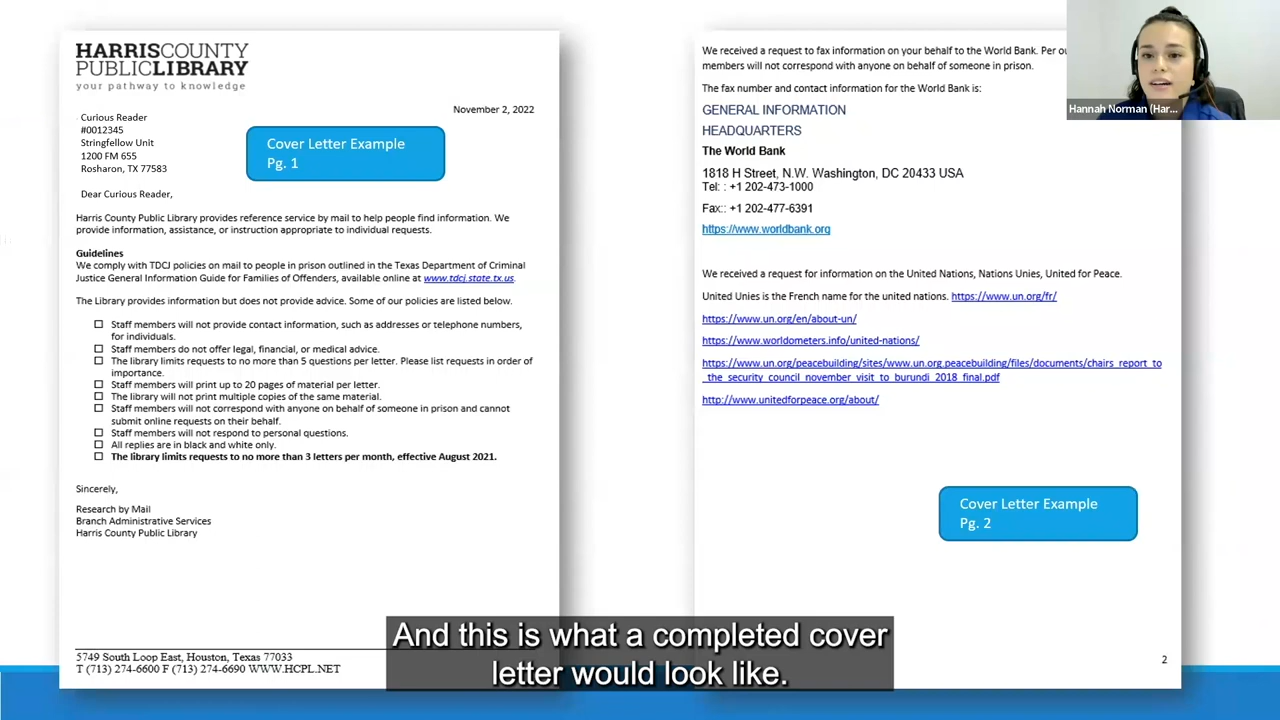 HARRISCOUNTY
PUBLICLIBRARY
your pathway to knowledge
November 2, 2022
Curious Reader
#0012345
Stringfellow Unit
1200 FM 655
Rosharon, TX 77583
Cover Letter Example
Pg. 1
Dear Curious Reader,
Harris County Public Library provides reference service by mail to help people find information. We
provide information, assistance, or instruction appropriate to individual requests.
Guidelines
We comply with TDCJ policies on mail to people in prison outlined in the Texas Department of Criminal
Justice General Information Guide for Families of Offenders, available online at www.tdcj.state.tx.us.
The Library provides information but does not provide advice. Some of our policies are listed below.
Staff members will not provide contact information, such as addresses or telephone numbers,
for individuals.
Staff members do not offer legal, financial, or medical advice.
The library limits requests to no more than 5 questions per letter. Please list requests in order of
importance.
Staff members will print up to 20 pages of material per letter.
The library will not print multiple copies of the same material.
Staff members will not correspond with anyone on behalf of someone in prison and cannot
submit online requests on their behalf.
Staff members will not respond to personal questions.
All replies are in black and white only.
The library limits requests to no more than 3 letters per month, effective August 2021.
Sincerely,
Research by Mail
Branch Administrative Services
Harris County Public Library
5749 South Loop East, Houston, Texas 77033
T (713) 274-6600 F (713) 274-6690 WWW.HCPL.NET
We received a request to fax information on your behalf to the World Bank. Per ou
members will not correspond with anyone on behalf of someone in prison.
The fax number and contact information for the World Bank is:
GENERAL INFORMATION
HEADQUARTERS
The World Bank
1818 H Street, N.W. Washington, DC 20433 USA
Tel: : +1 202-473-1000
Fax:: +1 202-477-6391
https://www.worldbank.org
We received a request for information on the United Nations, Nations Unies, United for Peace.
United Unies is the French name for the united nations. https://www.un.org/fr/
https://www.un.org/en/about-un/
https://www.worldometers.info/united-nations/
https://www.un.org/peacebuilding/sites/www.un.org.peacebuilding/files/documents/chairs_report_to
_the_security_council_november_visit_to_burundi_2018_final.pdf
http://www.unitedforpeace.org/about/
Cover Letter Example
Pg. 2
2
Hannah Norman (Har...
And this is what a completed cover
letter would look like.